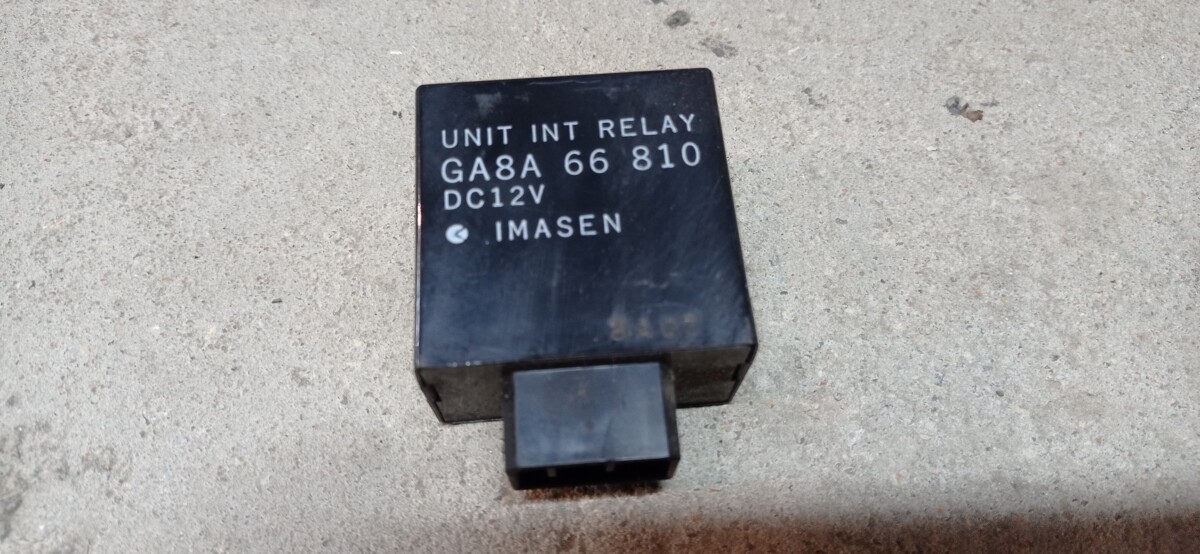 UNIT INT RELAY
GA8A 66 810
DC12V
IMASEN